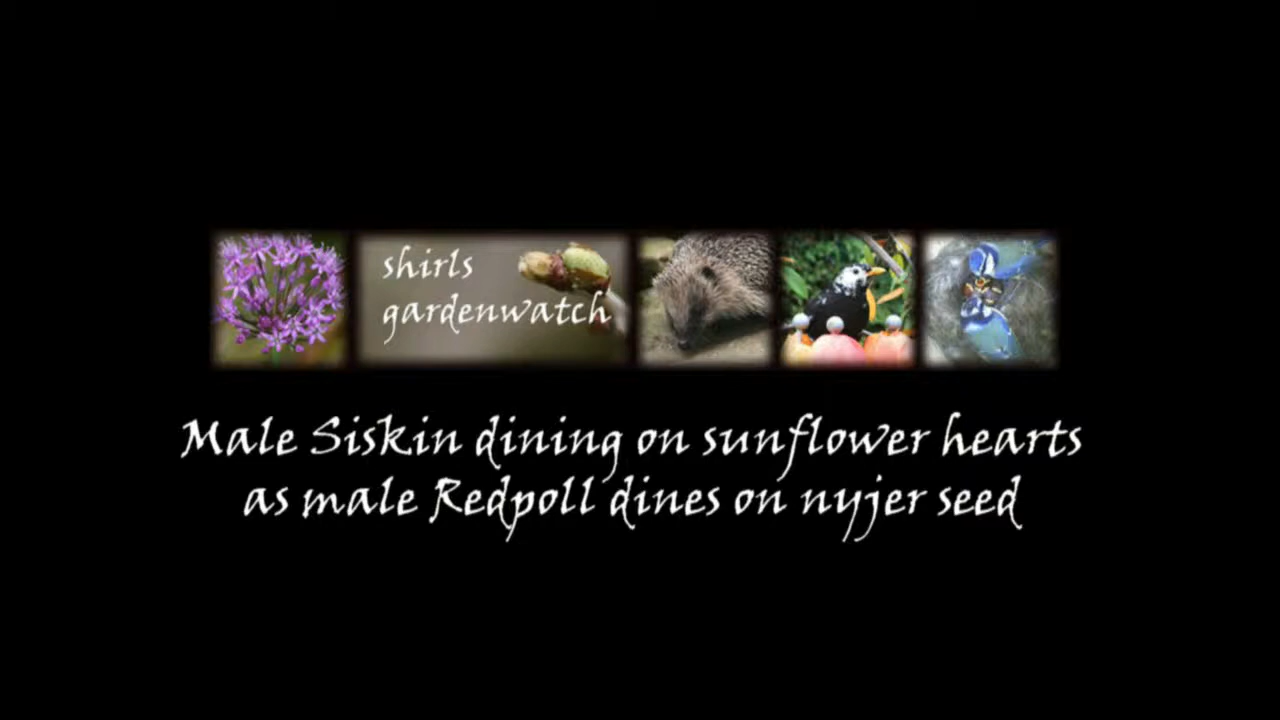 shirls
gardenwatch
Male Siskin dining on sunflower hearts
as male Redpoll dines on nyjer seed